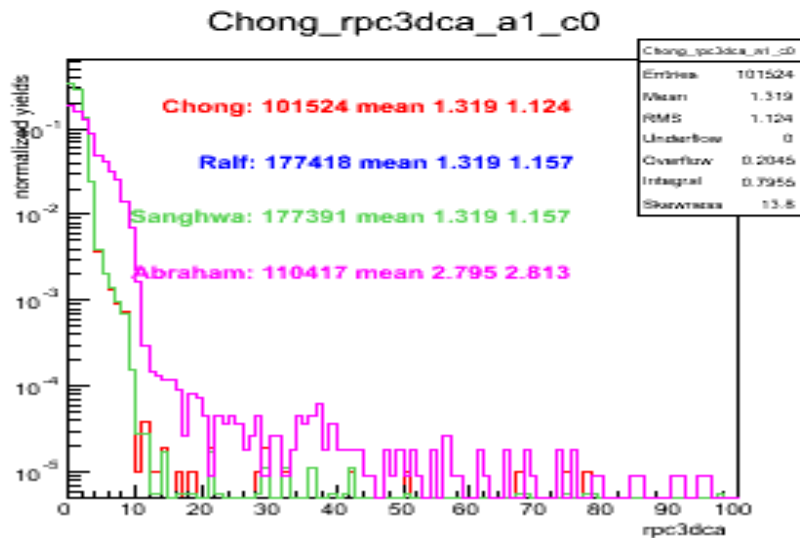 Chong_rpc3dca_a1_c0
Chong_rpc3dca_a1_c0
Entries 101524
Mean 1.319
RMS 1.124
Underflow 0
Overflow 0.2045
Integral 0.7955
Skewness 13.8
normalized yields
Chong: 101524 mean 1.319 1.124
Ralf: 177418 mean 1.319 1.157
Sanghwa: 177391 mean 1.319 1.157
Abraham: 110417 mean 2.795 2.813
10⁻¹
10⁻²
10⁻³
10⁻⁴
10⁻⁵
0 10 20 30 40 50 60 70 80 90 100
rpc3dca